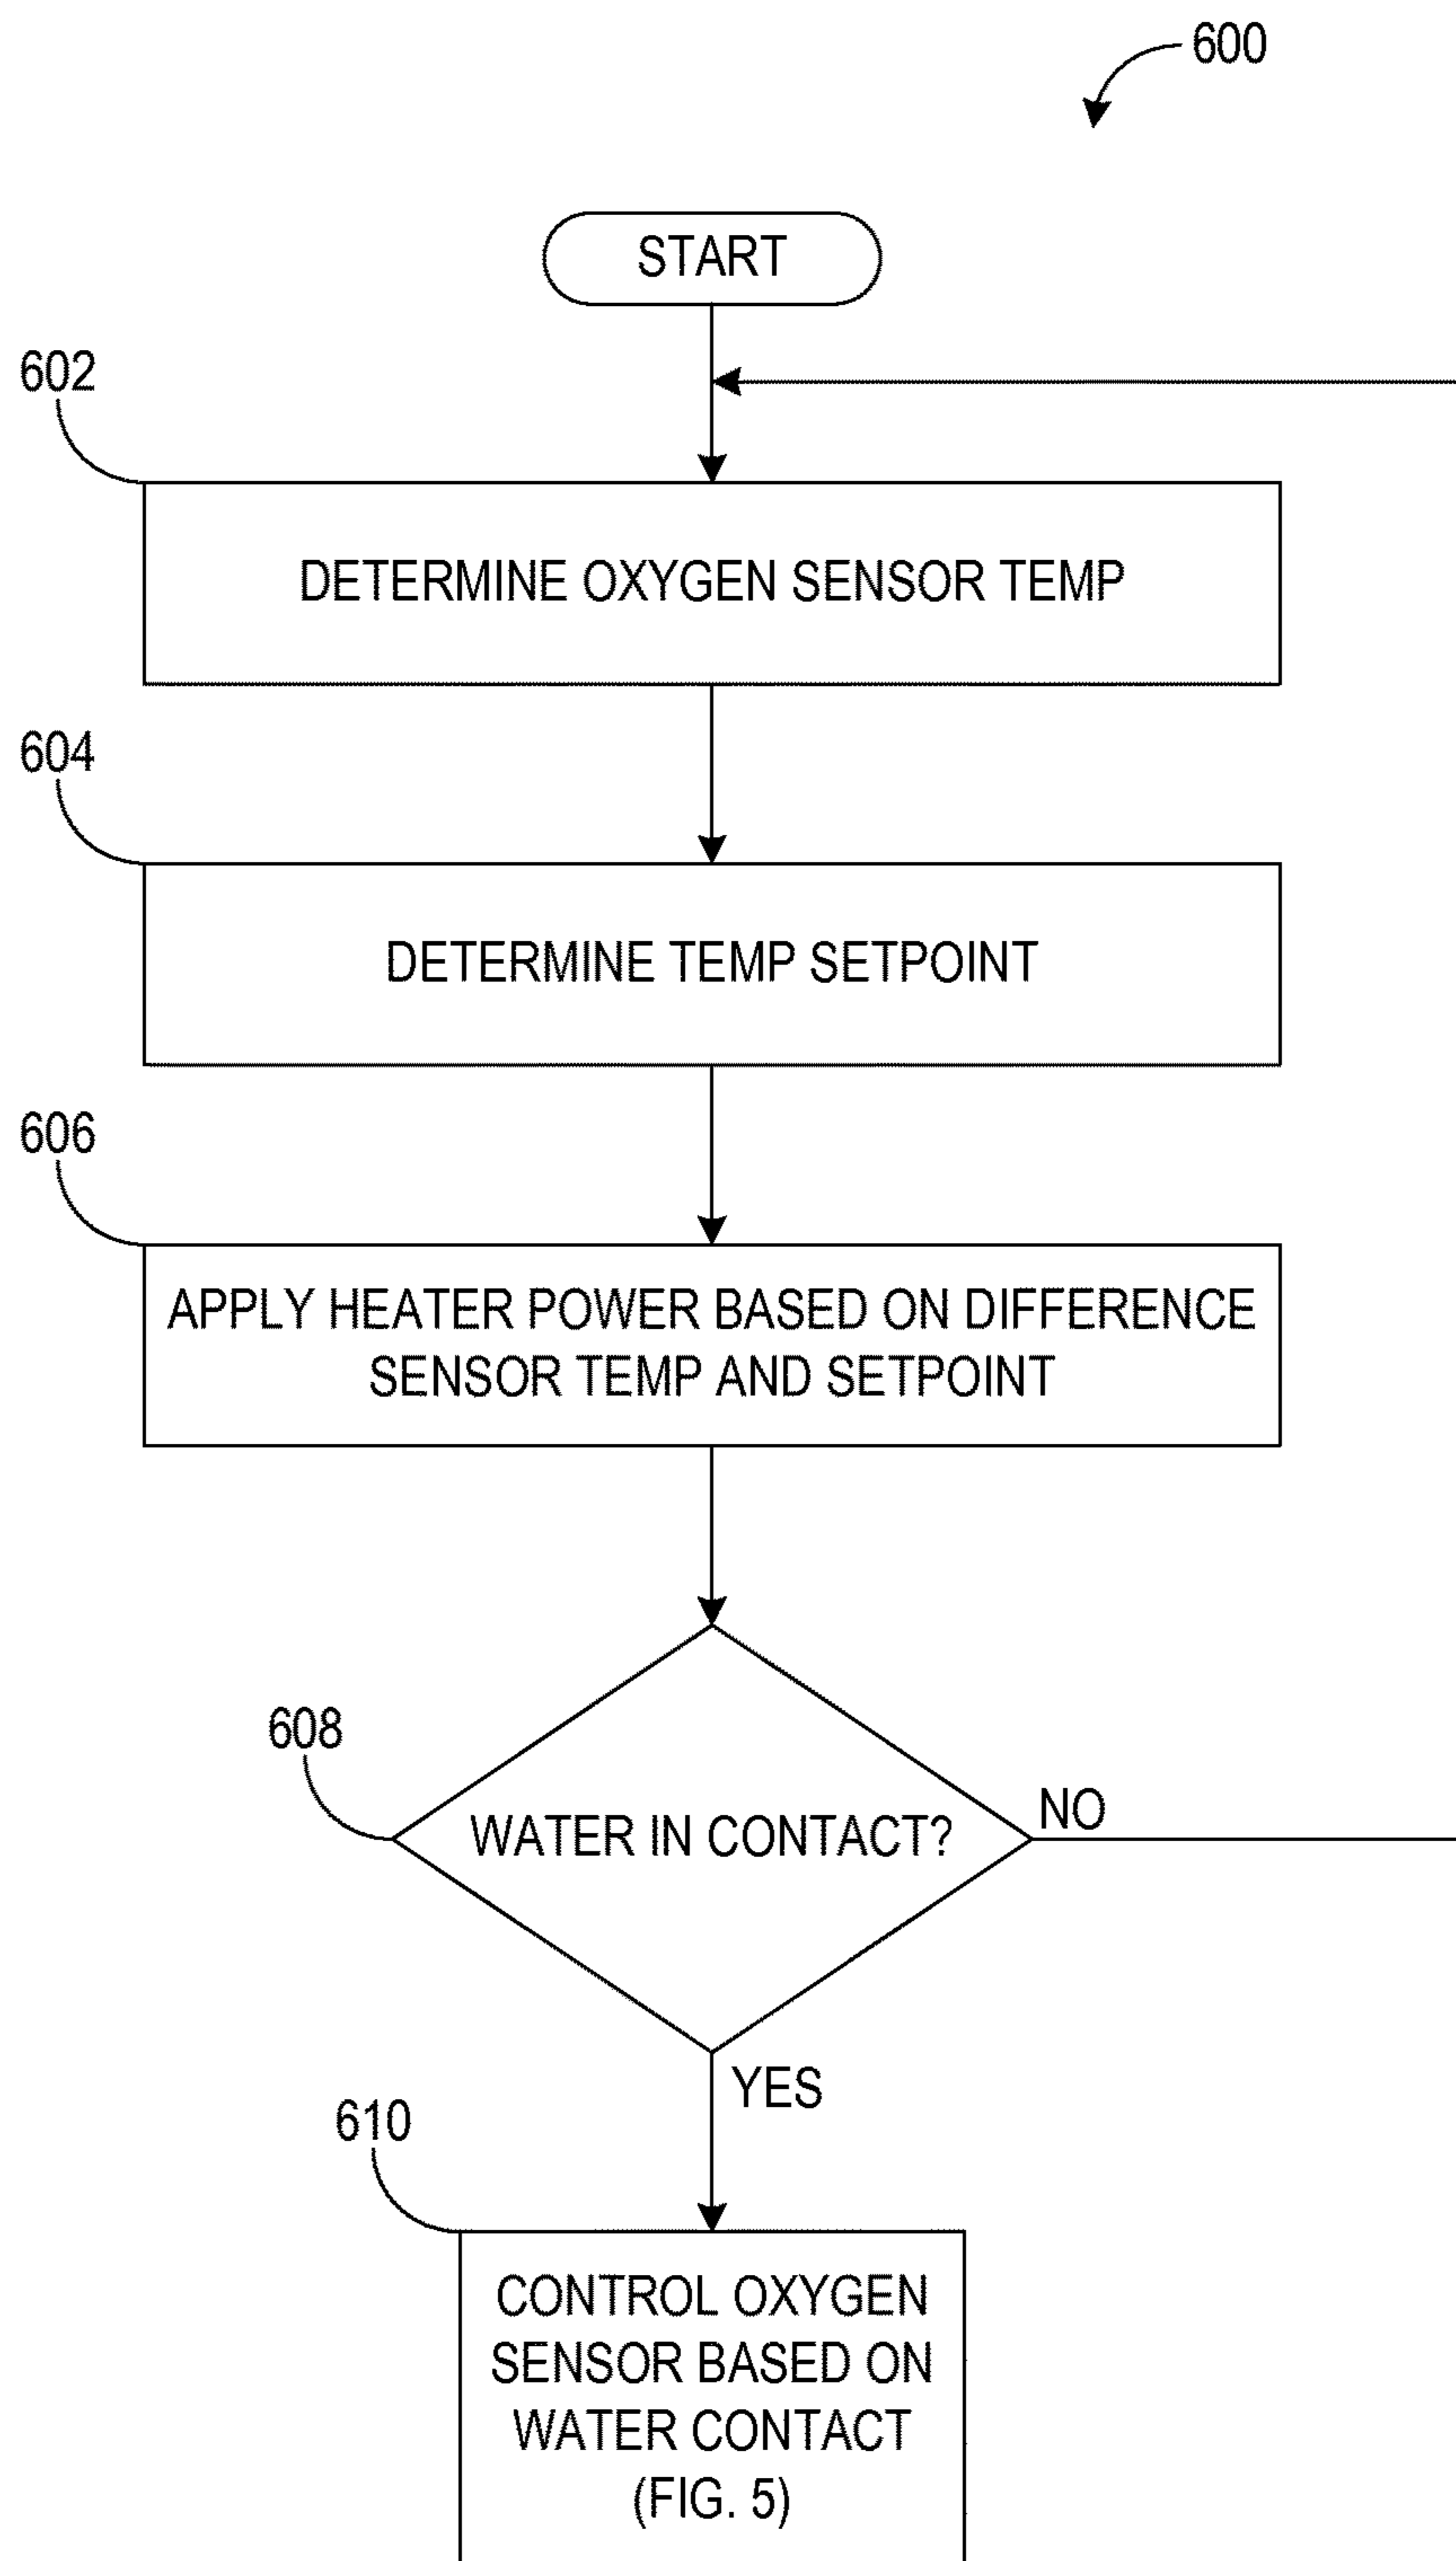 600
START
602
DETERMINE OXYGEN SENSOR TEMP
604
DETERMINE TEMP SETPOINT
606
APPLY HEATER POWER BASED ON DIFFERENCE
SENSOR TEMP AND SETPOINT
608
WATER IN CONTACT?
NO
YES
610
CONTROL OXYGEN
SENSOR BASED ON
WATER CONTACT
(FIG. 5)